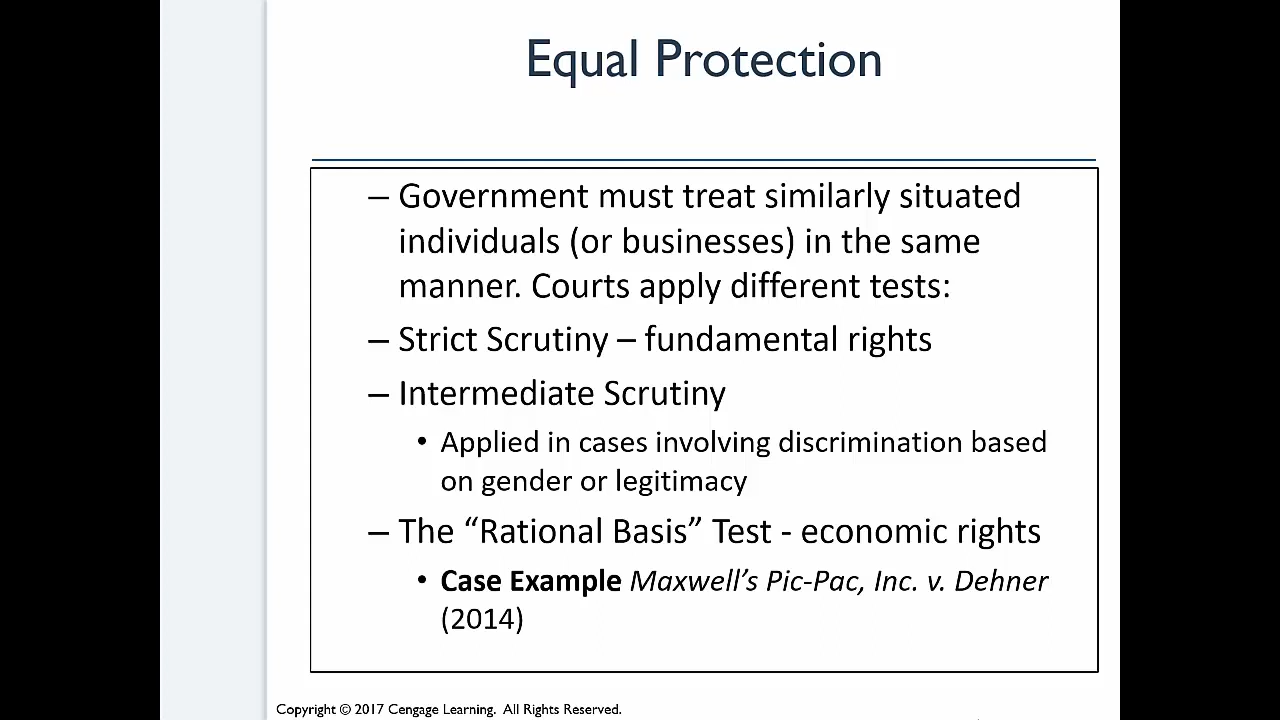 Equal Protection
– Government must treat similarly situated
individuals (or businesses) in the same
manner. Courts apply different tests:
– Strict Scrutiny – fundamental rights
– Intermediate Scrutiny
• Applied in cases involving discrimination based
on gender or legitimacy
– The “Rational Basis” Test - economic rights
• Case Example Maxwell’s Pic-Pac, Inc. v. Dehner
(2014)
Copyright © 2017 Cengage Learning. All Rights Reserved.